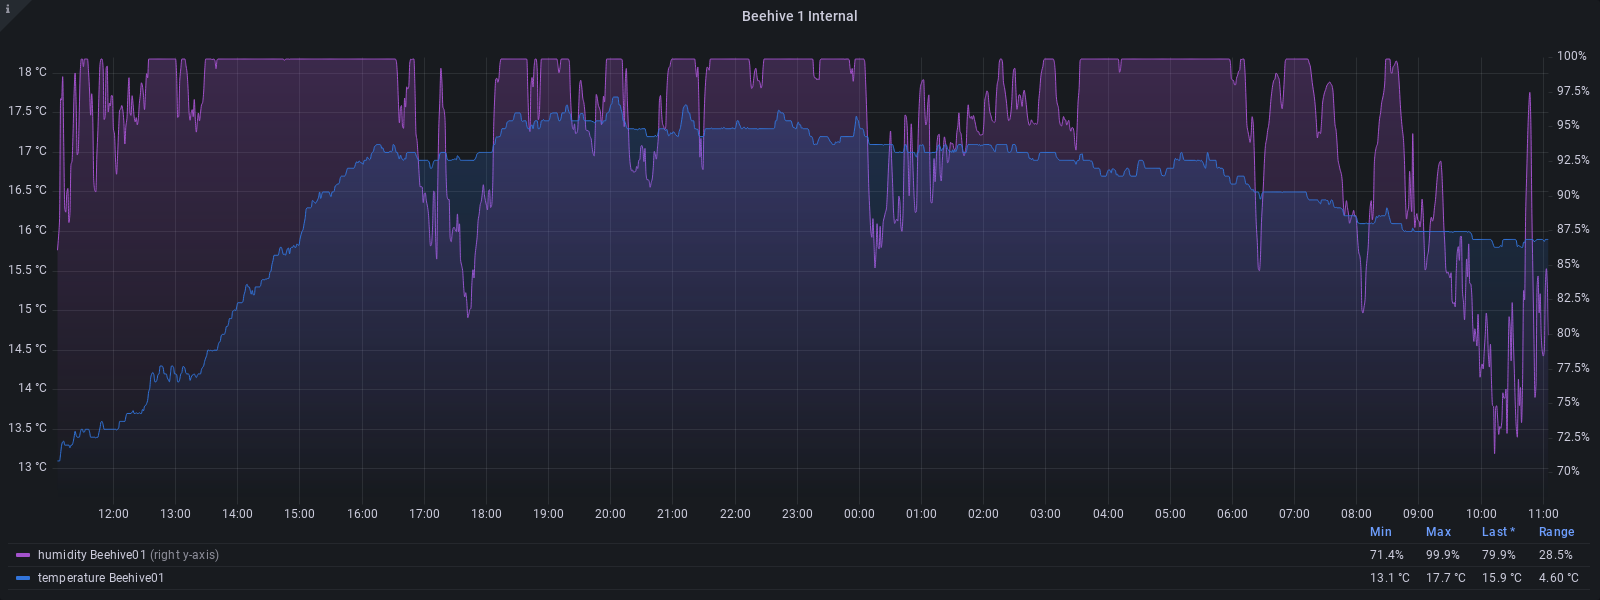 i
Beehive 1 Internal
18 °C
17.5 °C
17 °C
16.5 °C
16 °C
15.5 °C
15 °C
14.5 °C
14 °C
13.5 °C
13 °C
100%
97.5%
95%
92.5%
90%
87.5%
85%
82.5%
80%
77.5%
75%
72.5%
70%
12:00 13:00 14:00 15:00 16:00 17:00 18:00 19:00 20:00 21:00 22:00 23:00 00:00 01:00 02:00 03:00 04:00 05:00 06:00 07:00 08:00 09:00 10:00 11:00
Min Max Last * Range
humidity Beehive01 (right y-axis) 71.4% 99.9% 79.9% 28.5%
temperature Beehive01 13.1 °C 17.7 °C 15.9 °C 4.60 °C